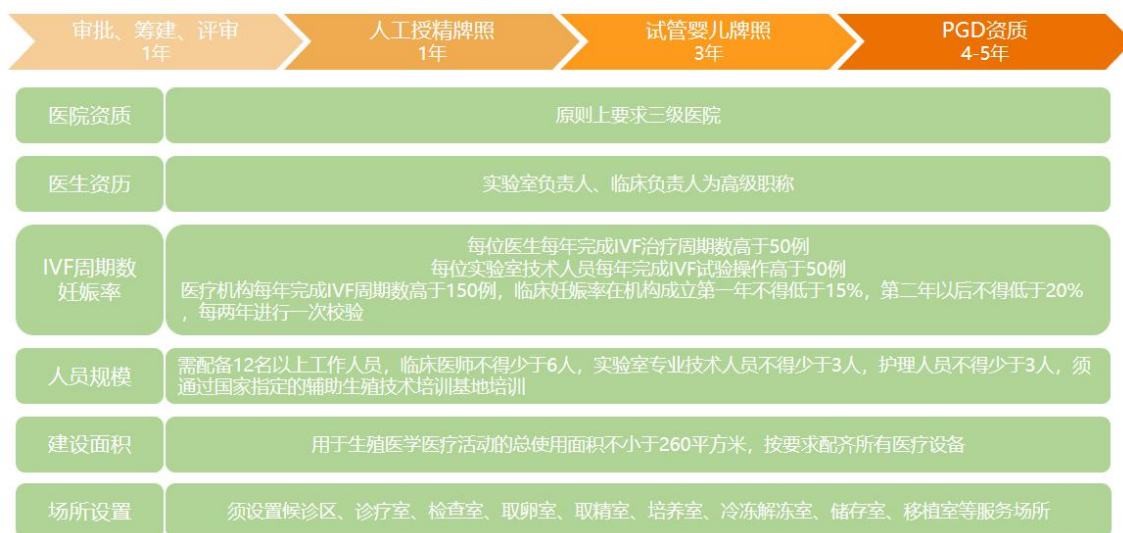 审批、筹建、评审
1年
人工授精牌照
1年
试管婴儿牌照
3年
PGD资质
4-5年
医院资质
原则上要求三级医院
医生资历
实验室负责人、临床负责人为高级职称
IVF周期数
妊娠率
每位医生每年完成IVF治疗周期数高于50例
每位实验室技术人员每年完成IVF试验操作高于50例
医疗机构每年完成IVF周期数高于150例，临床妊娠率在机构成立第一年不得低于15%，第二年以后不得低于20%
，每两年进行一次校验
人员规模
需配备12名以上工作人员，临床医师不得少于6人，实验室专业技术人员不得少于3人，护理人员不得少于3人，须
通过国家指定的辅助生殖技术培训基地培训
建设面积
用于生殖医学医疗活动的总使用面积不小于260平方米，按要求配齐所有医疗设备
场所设置
须设置候诊区、诊疗室、检查室、取卵室、取精室、培养室、冷冻解冻室、储存室、移植室等服务场所